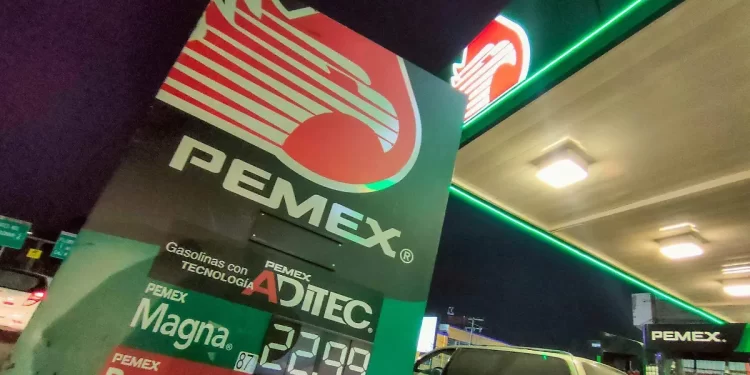 PEMEX®
Gasolinas con
TECNOLOGÍA
PEMEX
ADITEC®
PEMEX
Magna®
87
22.99
PEMEX
PEMEX.